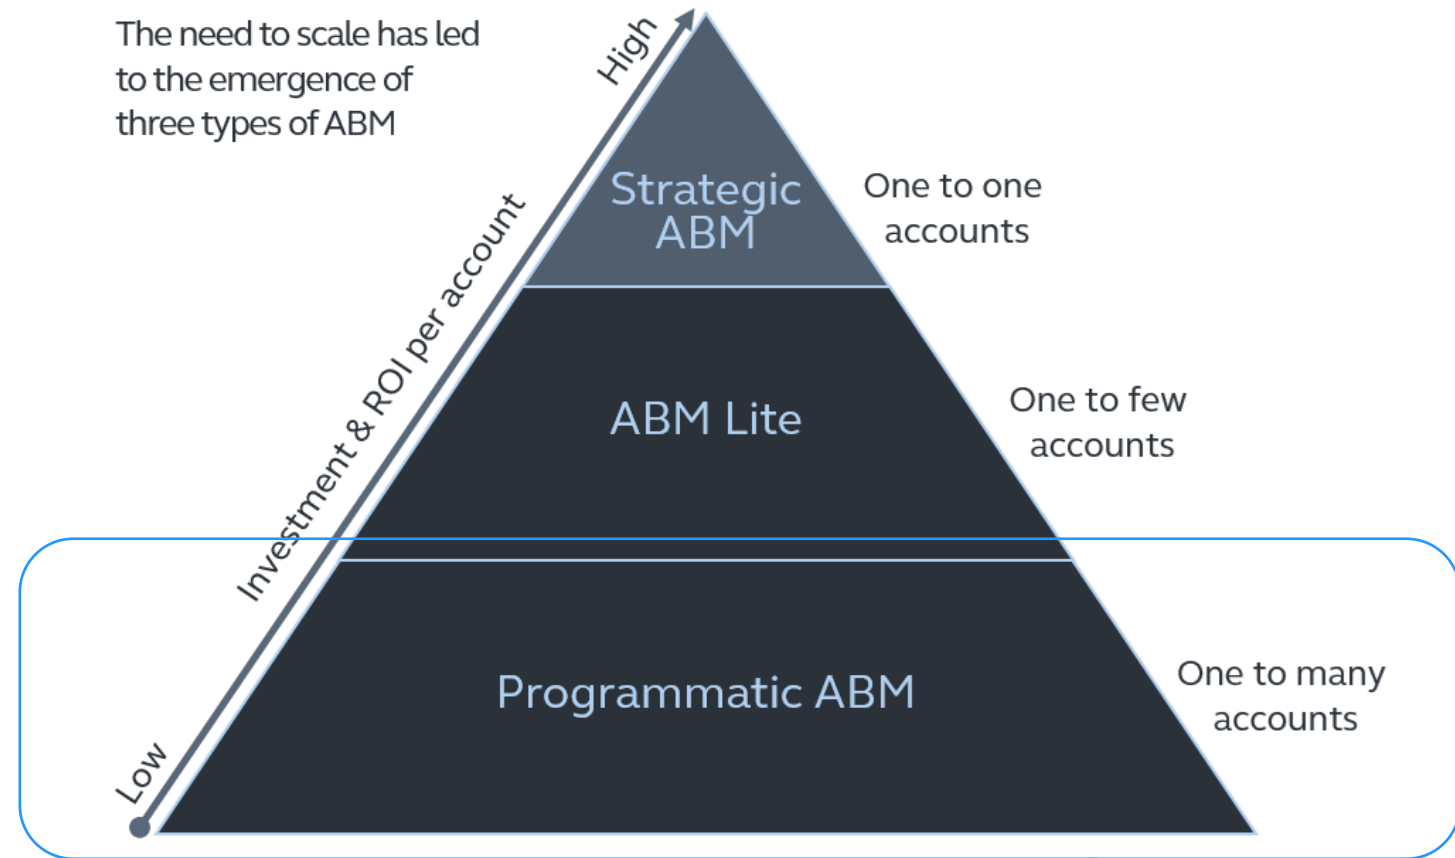 The need to scale has led
to the emergence of
three types of ABM
High
Investment & ROI per account
Low
Strategic
ABM
One to one
accounts
ABM Lite
One to few
accounts
Programmatic ABM
One to many
accounts